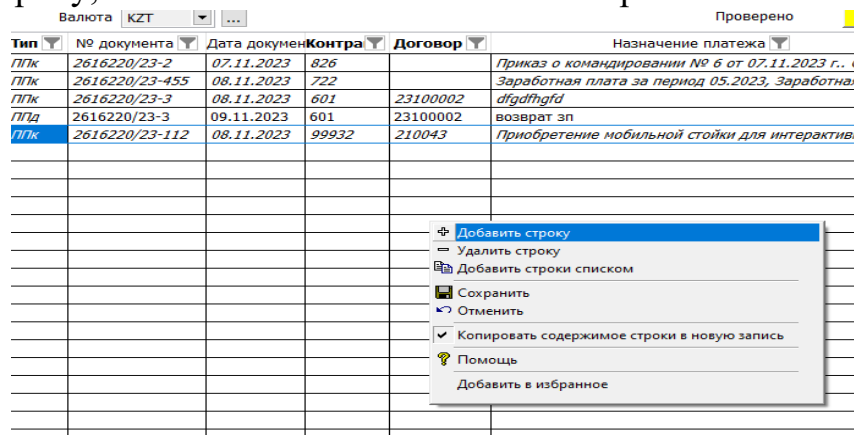 Валюта KZT ... Проверено
Тип № документа Дата докумен Контра Договор Назначение платежа
ППк 2616220/23-2 07.11.2023 826 Приказ о командировании № 6 от 07.11.2023 г..
ППк 2616220/23-455 08.11.2023 722 Заработная плата за период 05.2023, Заработная
ППк 2616220/23-3 08.11.2023 601 23100002 dfgdfhgfd
ППд 2616220/23-3 09.11.2023 601 23100002 возврат зп
ППк 2616220/23-112 08.11.2023 99932 210043 Приобретение мобильной стойки для интерактивн
Добавить строку
Удалить строку
Добавить строки списком
Сохранить
Отменить
Копировать содержимое строки в новую запись
Помощь
Добавить в избранное